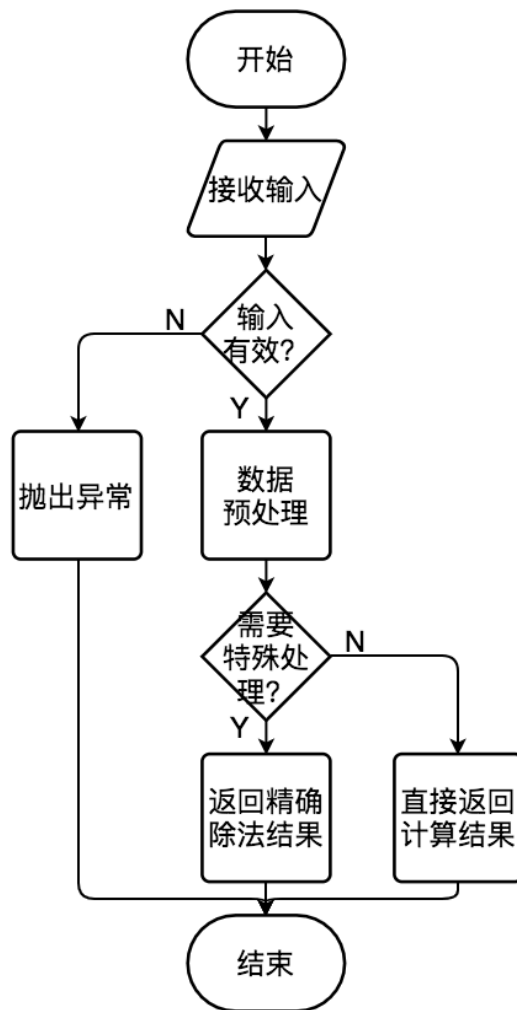 开始
接收输入
输入
有效?
N
Y
抛出异常
数据
预处理
需要
特殊处
理?
N
Y
返回精确
除法结果
直接返回
计算结果
结束